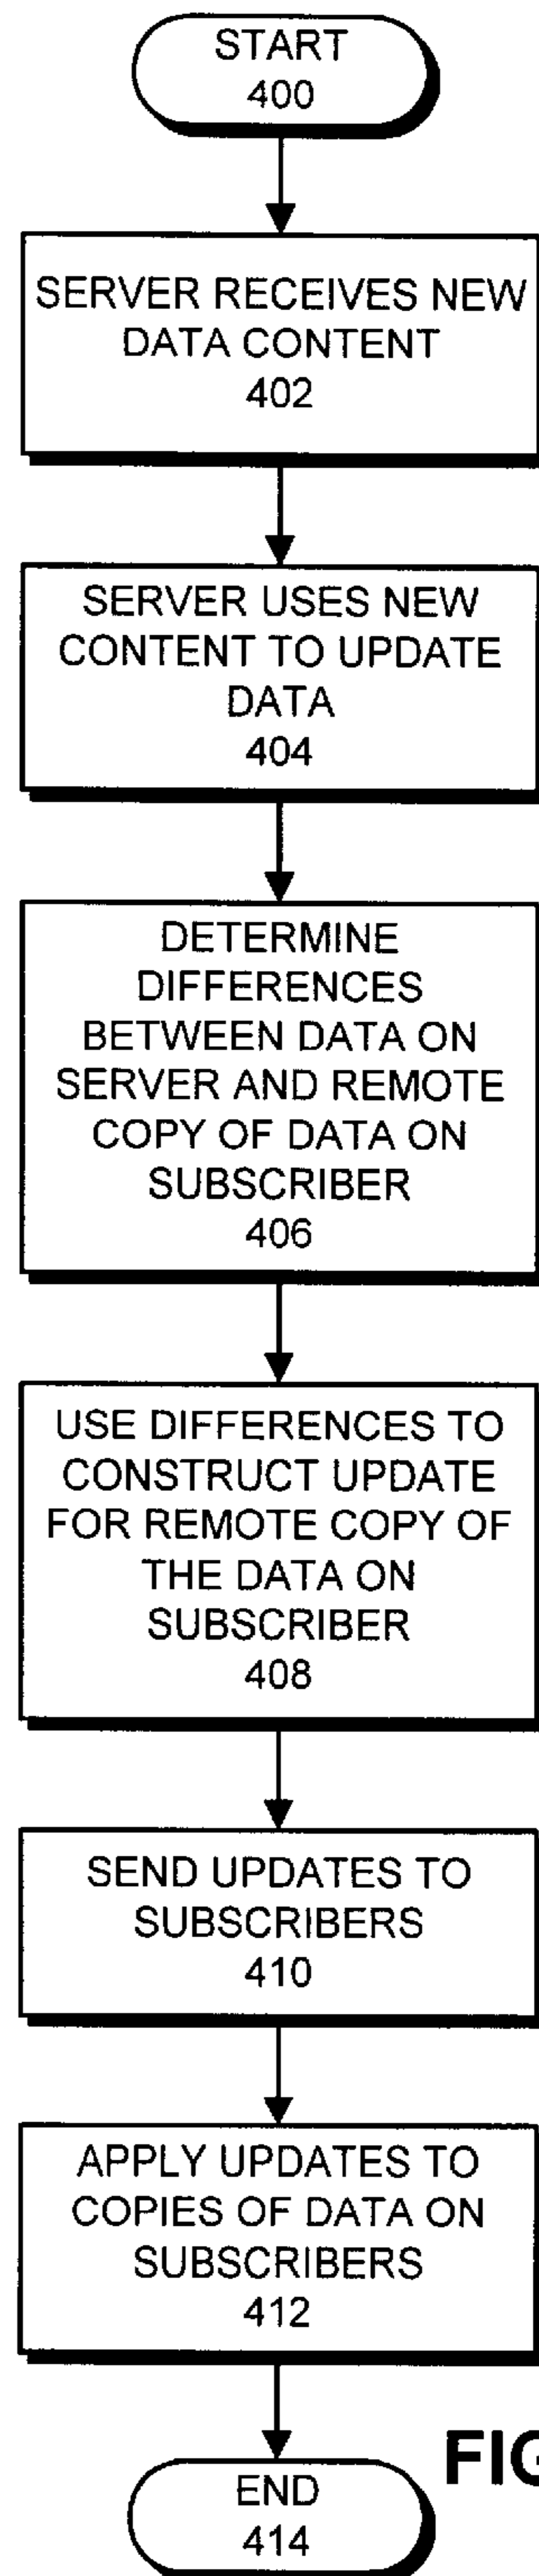 START
400
SERVER RECEIVES NEW
DATA CONTENT
402
SERVER USES NEW
CONTENT TO UPDATE
DATA
404
DETERMINE
DIFFERENCES
BETWEEN DATA ON
SERVER AND REMOTE
COPY OF DATA ON
SUBSCRIBER
406
USE DIFFERENCES TO
CONSTRUCT UPDATE
FOR REMOTE COPY OF
THE DATA ON
SUBSCRIBER
408
SEND UPDATES TO
SUBSCRIBERS
410
APPLY UPDATES TO
COPIES OF DATA ON
SUBSCRIBERS
412
END
414
FIG